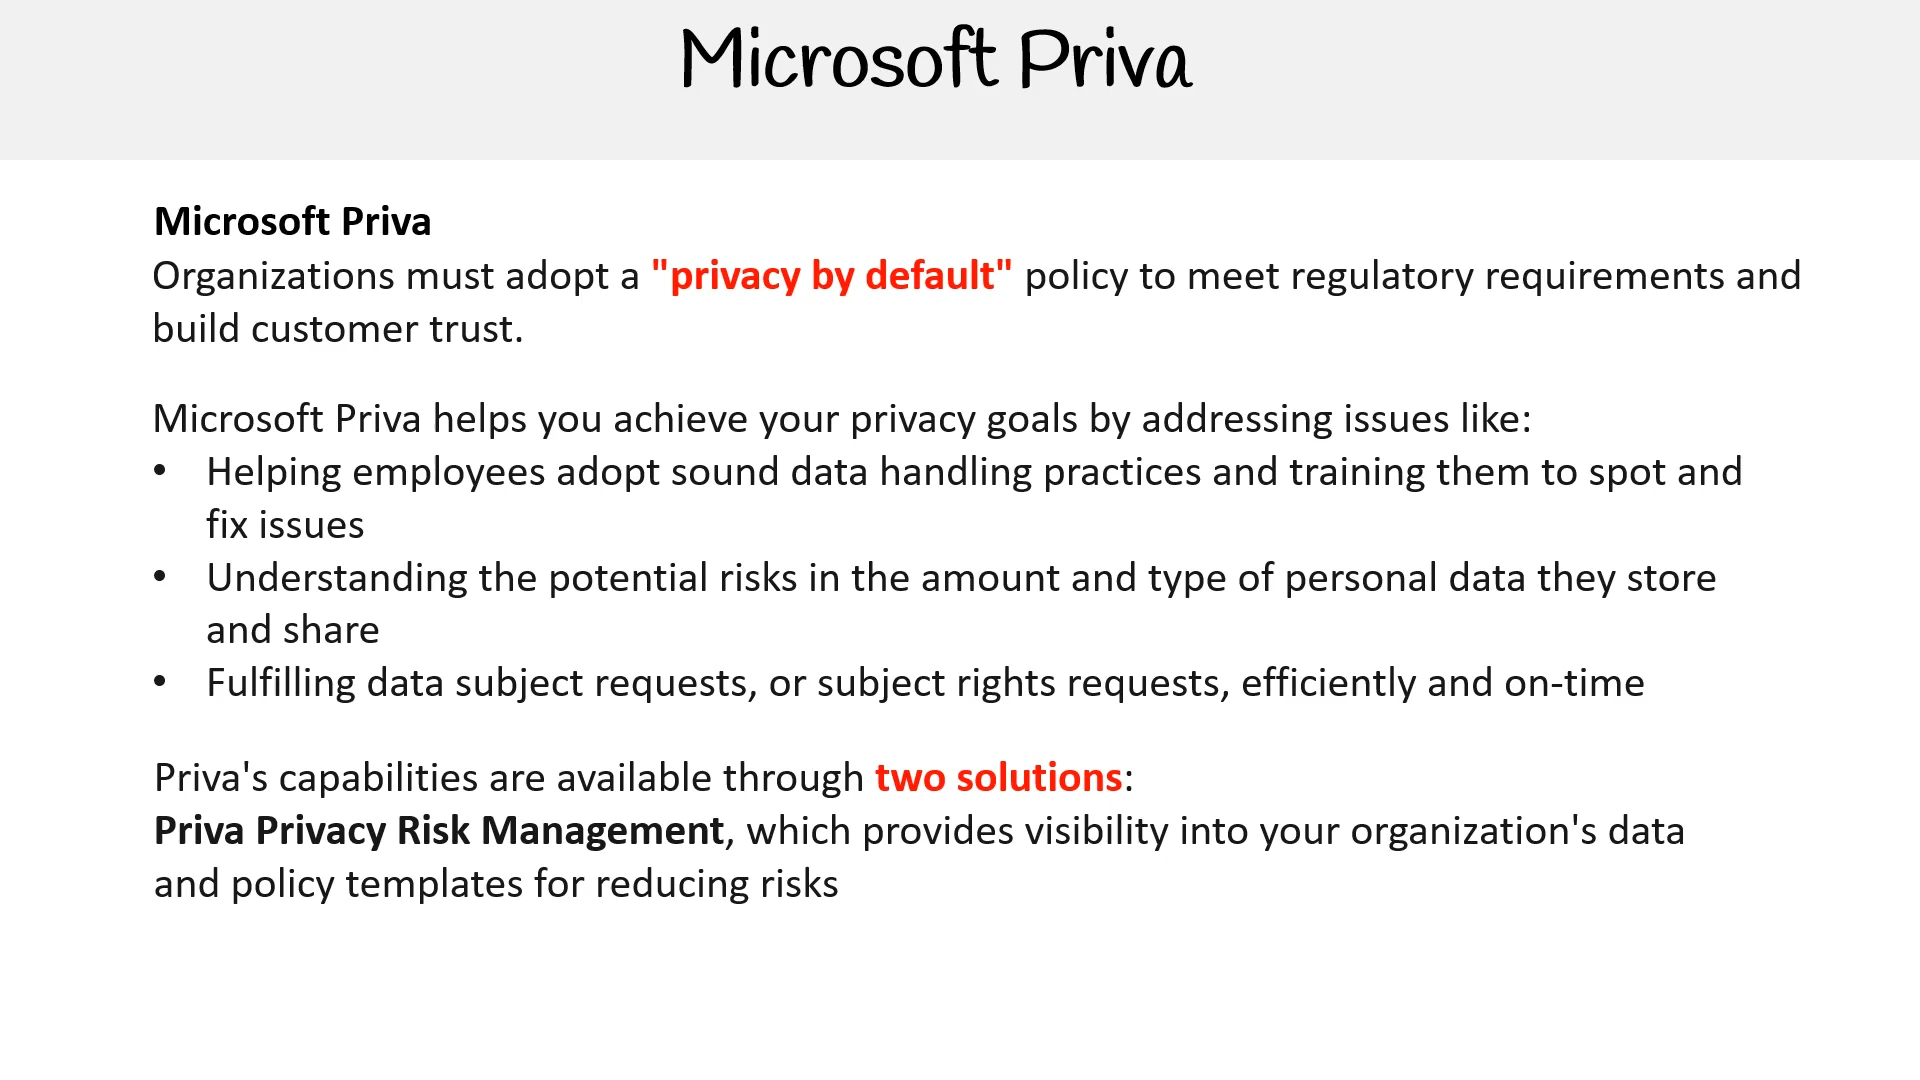 Microsoft Priva
Microsoft Priva
Organizations must adopt a "privacy by default" policy to meet regulatory requirements and
build customer trust.
Microsoft Priva helps you achieve your privacy goals by addressing issues like:
• Helping employees adopt sound data handling practices and training them to spot and
fix issues
• Understanding the potential risks in the amount and type of personal data they store
and share
• Fulfilling data subject requests, or subject rights requests, efficiently and on-time
Priva's capabilities are available through two solutions:
Priva Privacy Risk Management, which provides visibility into your organization's data
and policy templates for reducing risks